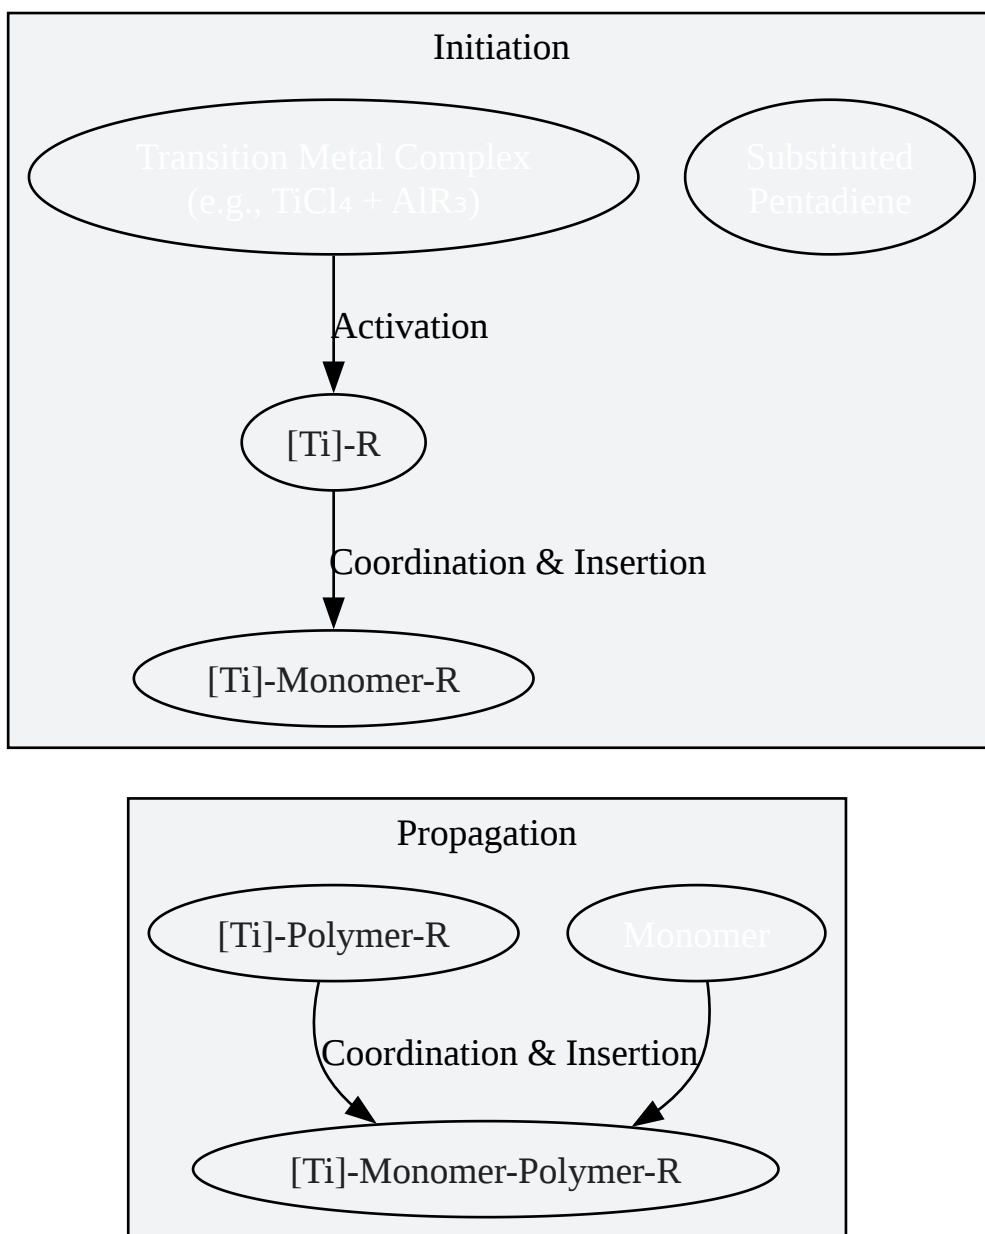 Initiation
Transition Metal Complex
(e.g., TiCl₄ + AlR₃)
Substituted
Pentadiene
Activation
[Ti]-R
Coordination & Insertion
[Ti]-Monomer-R
Propagation
[Ti]-Polymer-R
Monomer
Coordination & Insertion
[Ti]-Monomer-Polymer-R